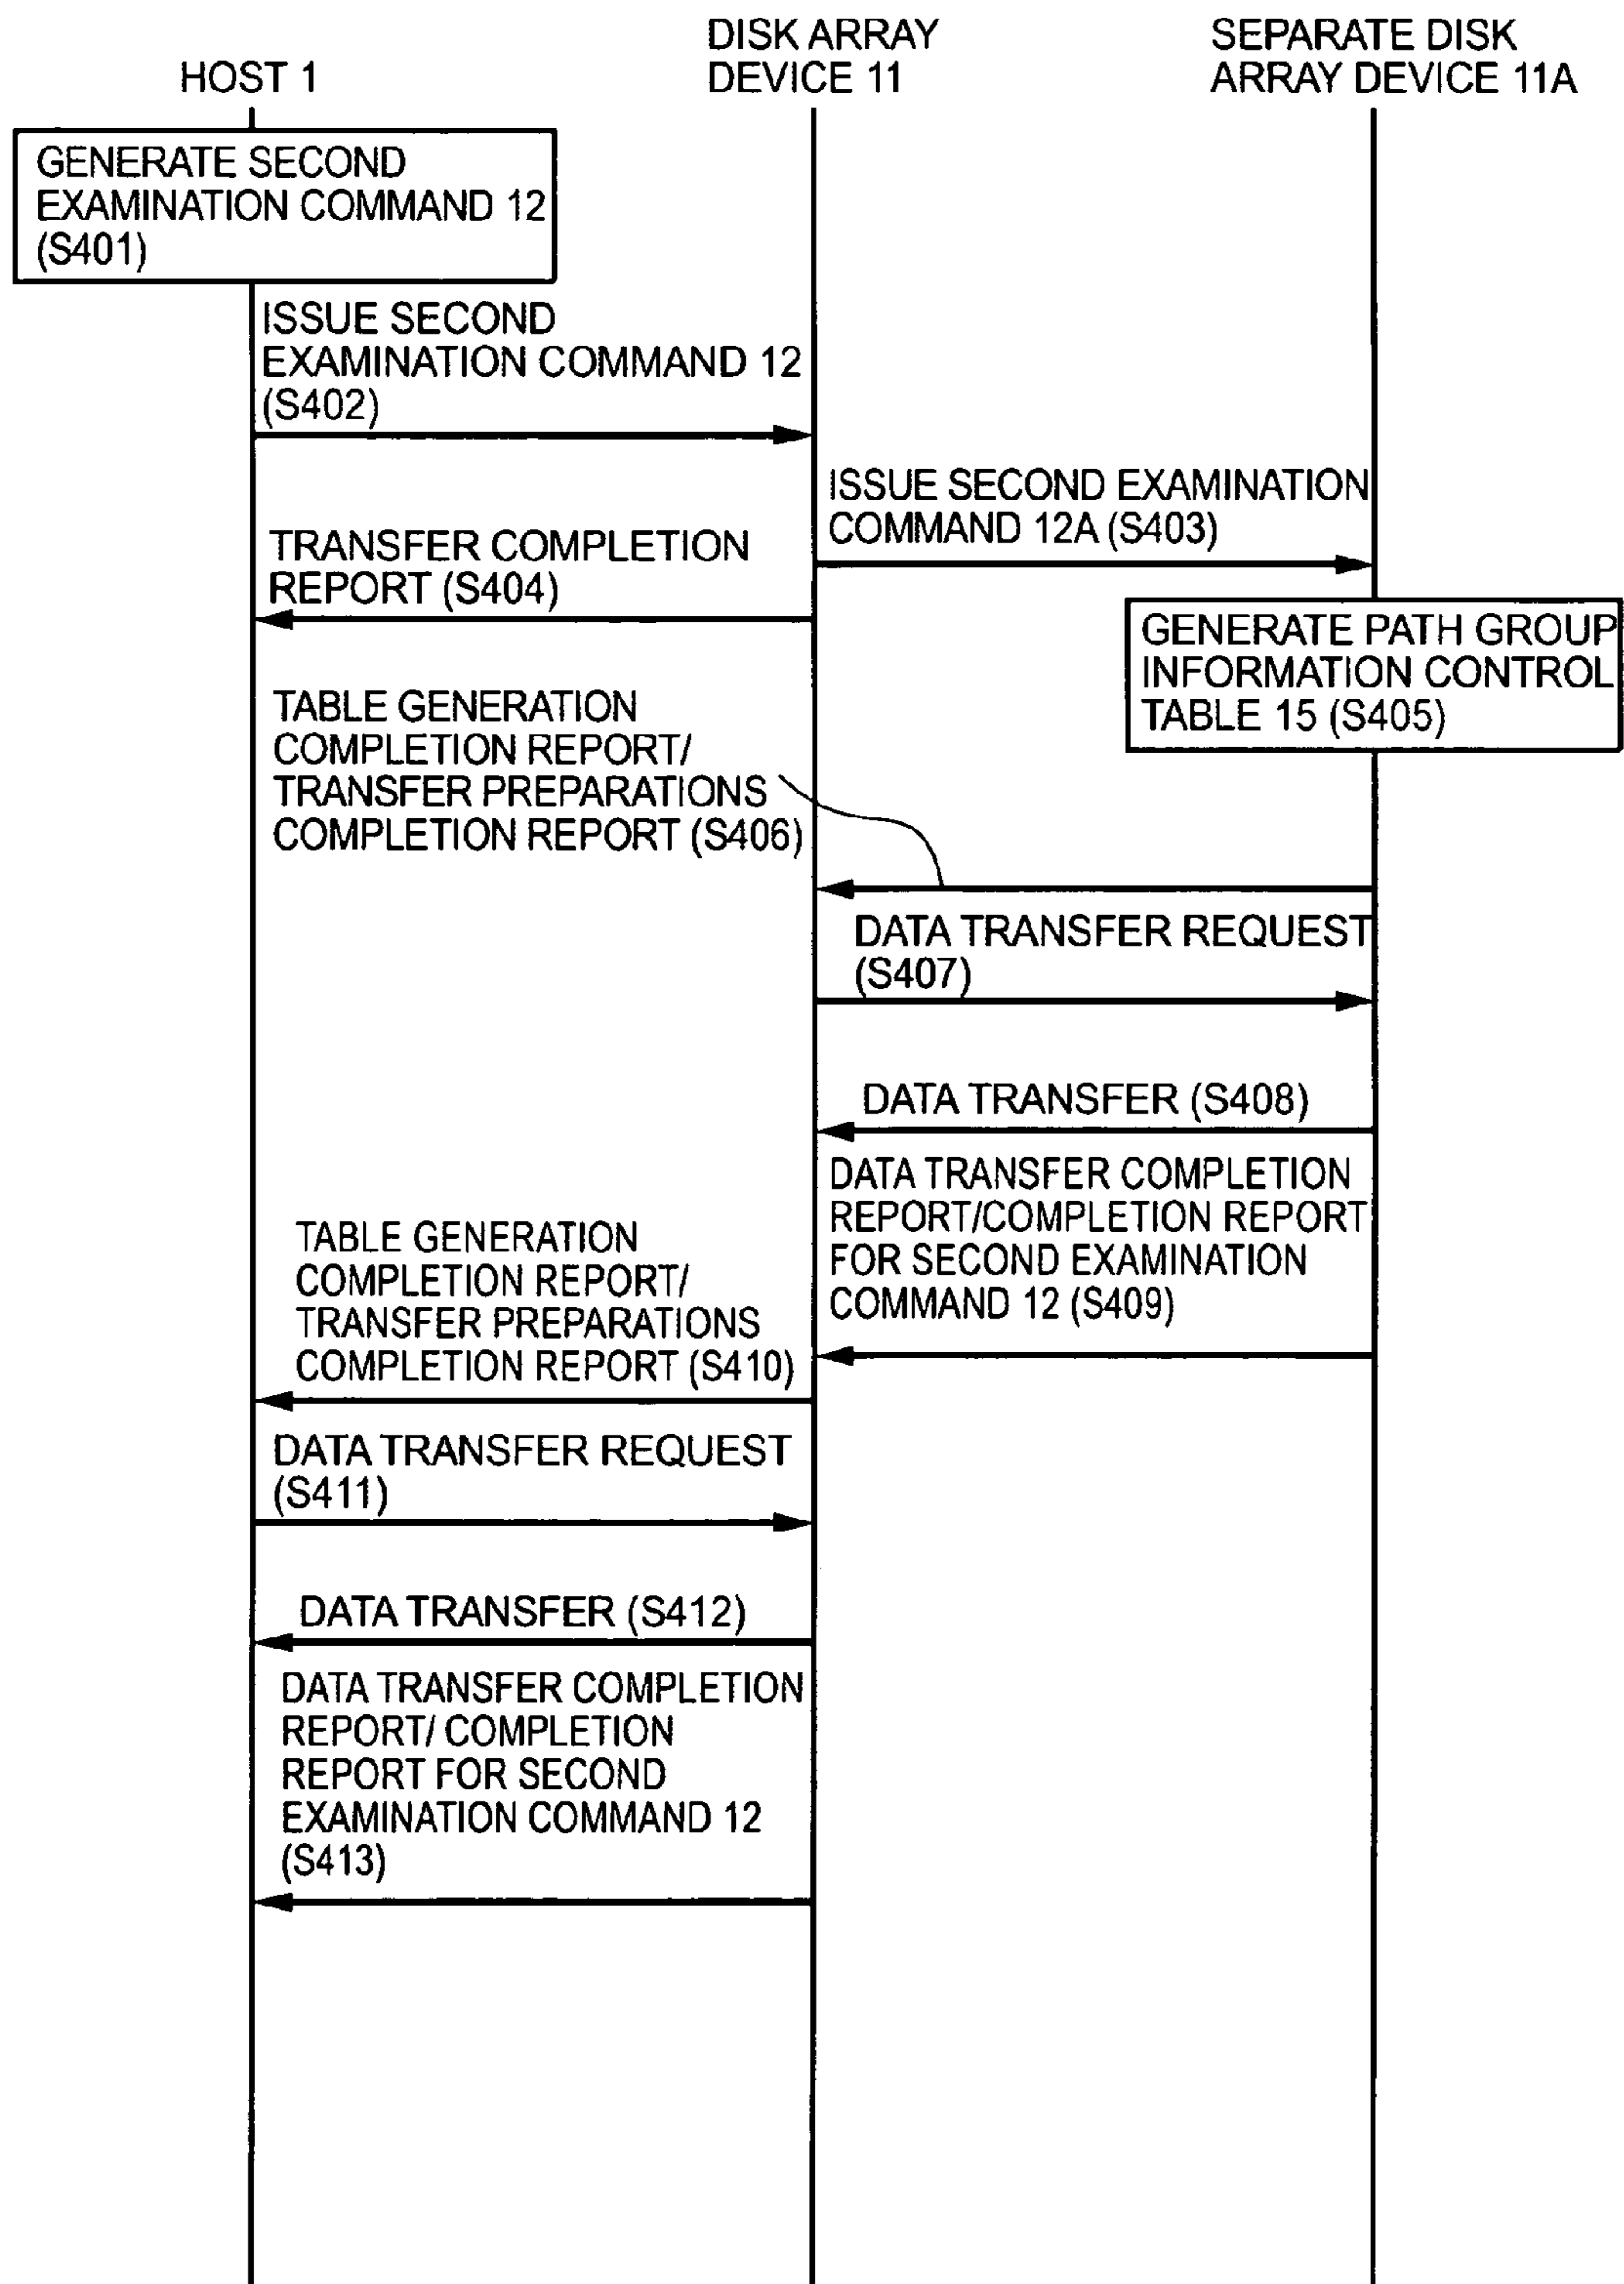 HOST 1
DISK ARRAY
DEVICE 11
SEPARATE DISK
ARRAY DEVICE 11A
GENERATE SECOND
EXAMINATION COMMAND 12
(S401)
ISSUE SECOND
EXAMINATION COMMAND 12
(S402)
ISSUE SECOND EXAMINATION
COMMAND 12A (S403)
TRANSFER COMPLETION
REPORT (S404)
GENERATE PATH GROUP
INFORMATION CONTROL
TABLE 15 (S405)
TABLE GENERATION
COMPLETION REPORT/
TRANSFER PREPARATIONS
COMPLETION REPORT (S406)
DATA TRANSFER REQUEST
(S407)
DATA TRANSFER (S408)
DATA TRANSFER COMPLETION
REPORT/COMPLETION REPORT
FOR SECOND EXAMINATION
COMMAND 12 (S409)
TABLE GENERATION
COMPLETION REPORT/
TRANSFER PREPARATIONS
COMPLETION REPORT (S410)
DATA TRANSFER REQUEST
(S411)
DATA TRANSFER (S412)
DATA TRANSFER COMPLETION
REPORT/ COMPLETION
REPORT FOR SECOND
EXAMINATION COMMAND 12
(S413)